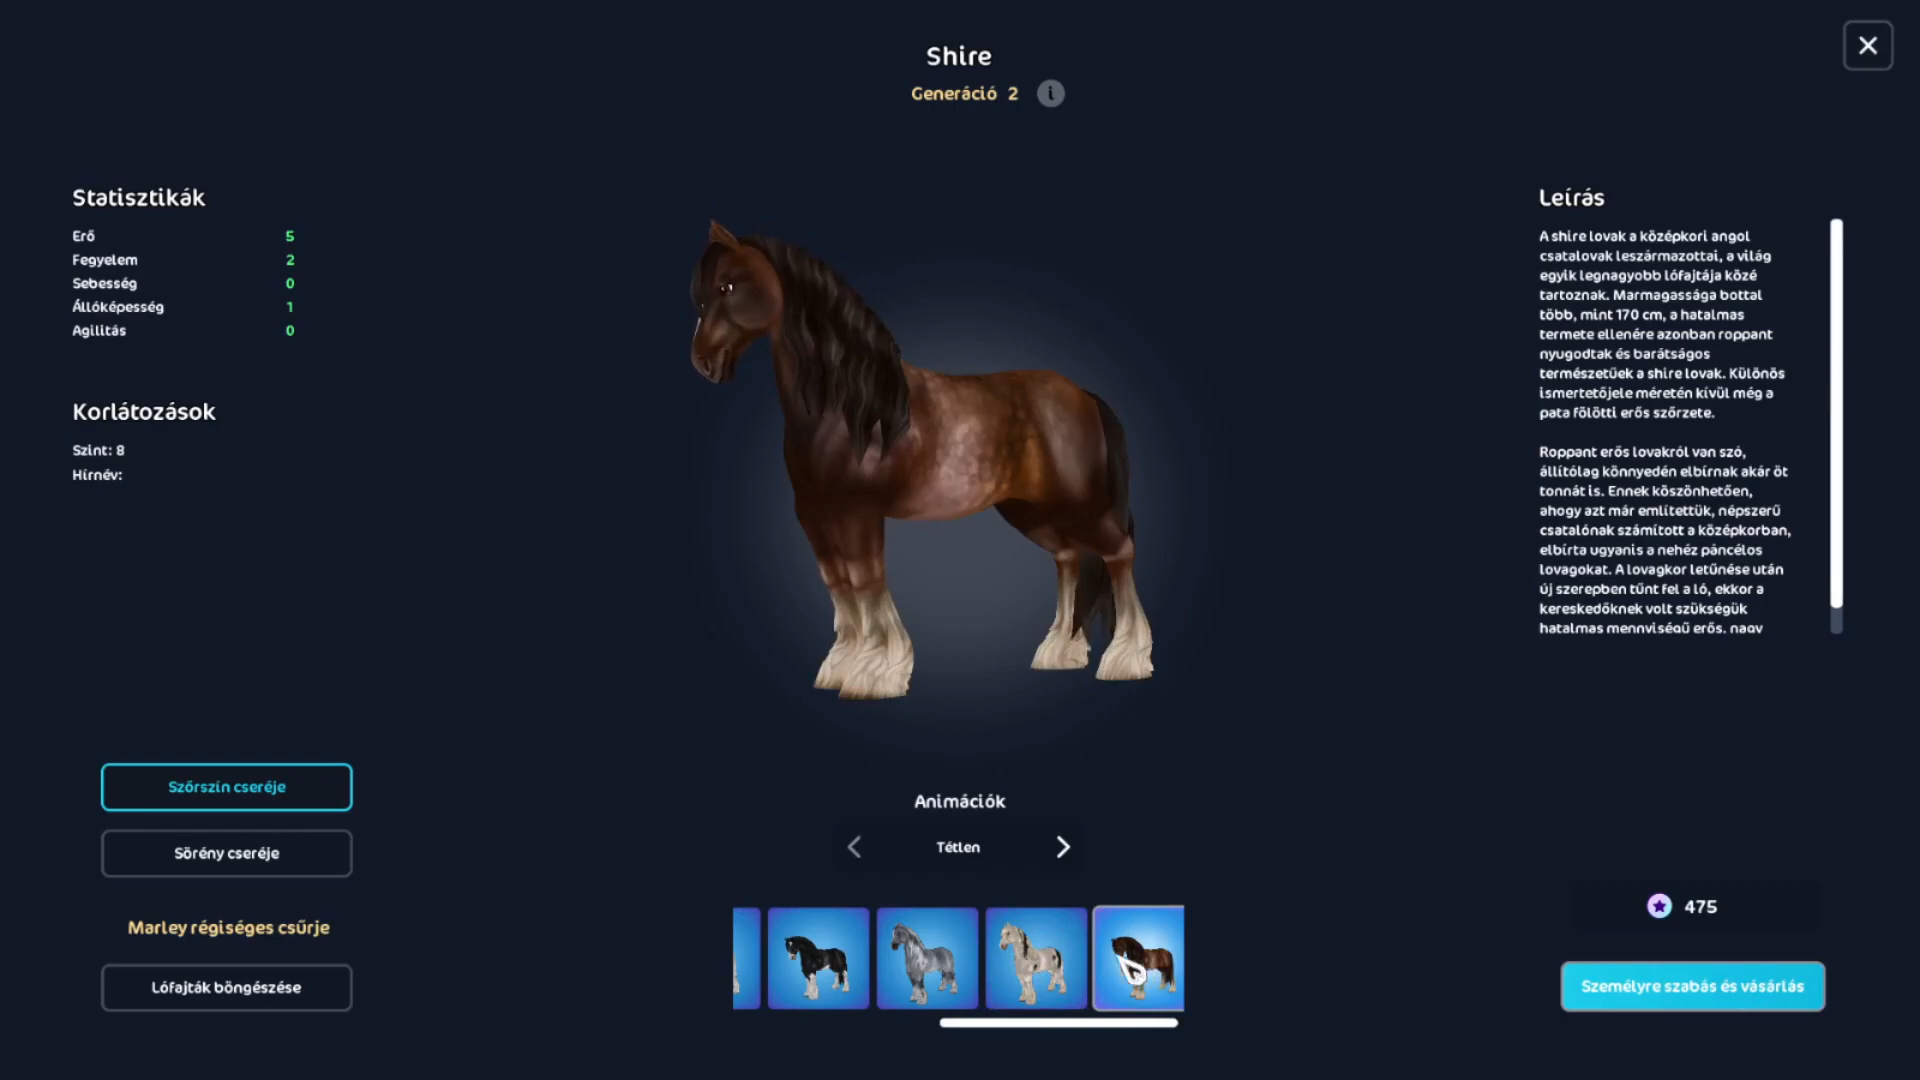 Shire
Generáció 2
i
Statisztikák
Erő 5
Fegyelem 2
Sebesség 0
Állóképesség 1
Agilitás 0
Korlátozások
Szint: 8
Hírnév:
Leírás
A shire lovak a középkori angol
csatalovak leszármazottai, a világ
egyik legnagyobb lófajtája közé
tartoznak. Marmagassága bottal
több, mint 170 cm, a hatalmas
termete ellenére azonban roppant
nyugodtak és barátságos
természetűek a shire lovak. Különös
ismertetőjele méretén kívül még a
pata fölötti erős szőrzete.
Roppant erős lovakról van szó,
állítólag könnyedén elbírnak akár öt
tonnát is. Ennek köszönhetően,
ahogy azt már említettük, népszerű
csatalónak számított a középkorban,
elbírta ugyanis a nehéz páncélos
lovagokat. A lovagkor letűnése után
új szerepben tűnt fel a ló, ekkor a
kereskedőknek volt szükségük
hatalmas mennyiségű erős, nagy
Szőrszín cseréje
Sörény cseréje
Marley régiséges csűrje
Lófajták böngészése
Animációk
Tétlen
475
Személyre szabás és vásárlás